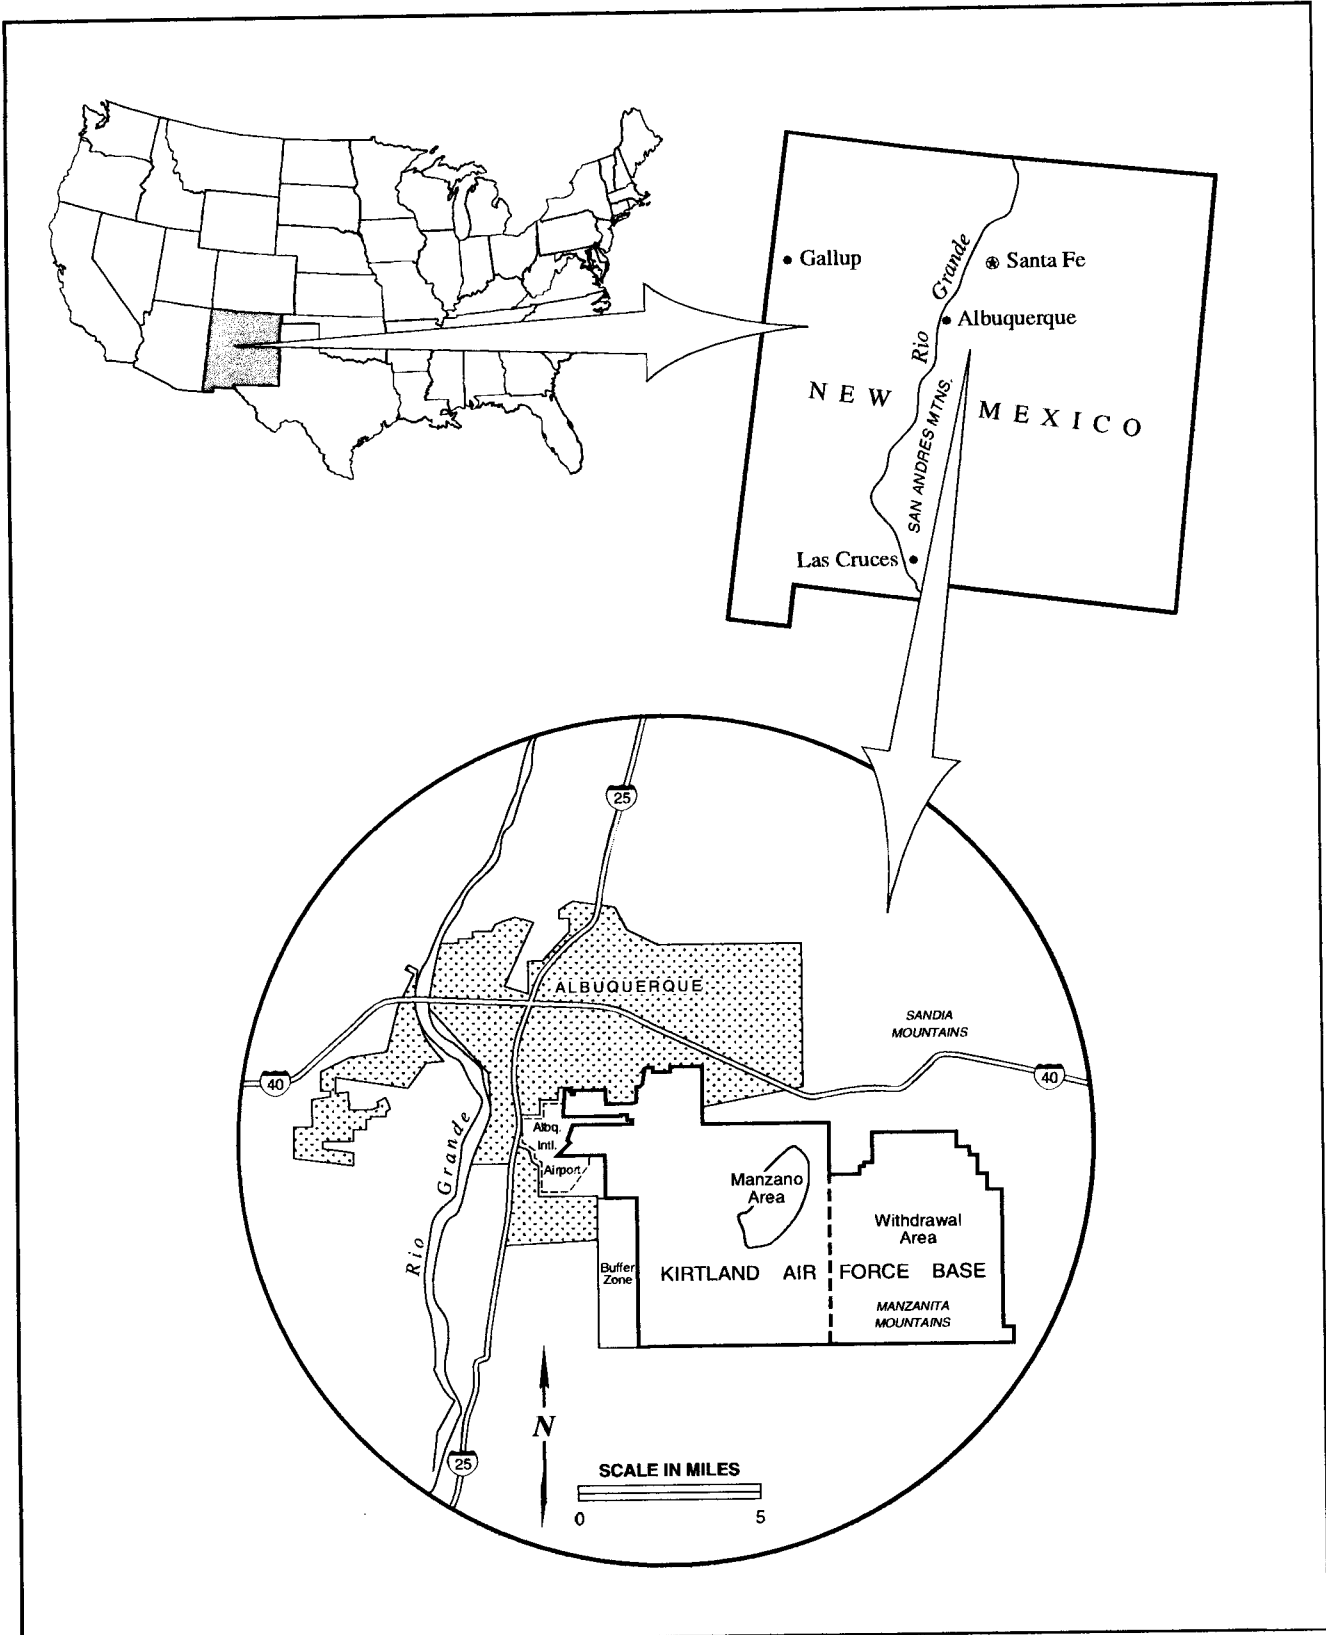 Gallup
Santa Fe
Albuquerque
Rio Grande
NEW MEXICO
SAN ANDRES MTNS.
Las Cruces
25
ALBUQUERQUE
SANDIA
MOUNTAINS
40
40
Albq.
Intl.
Airport
Rio Grande
Manzano
Area
Withdrawal
Area
Buffer
Zone
KIRTLAND AIR FORCE BASE
MANZANITA
MOUNTAINS
N
25
SCALE IN MILES
0 5